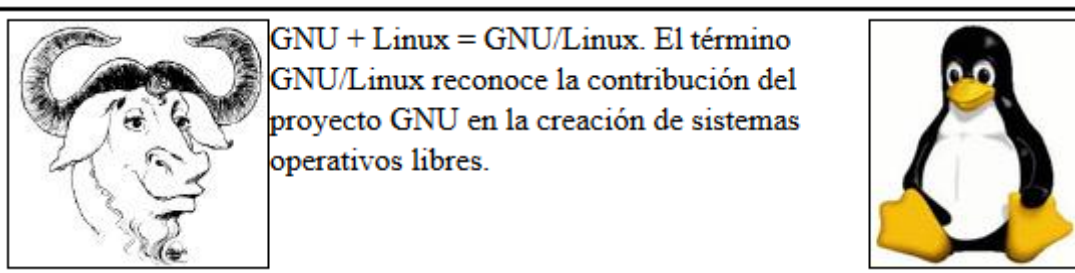 GNU + Linux = GNU/Linux. El término
GNU/Linux reconoce la contribución del
proyecto GNU en la creación de sistemas
operativos libres.